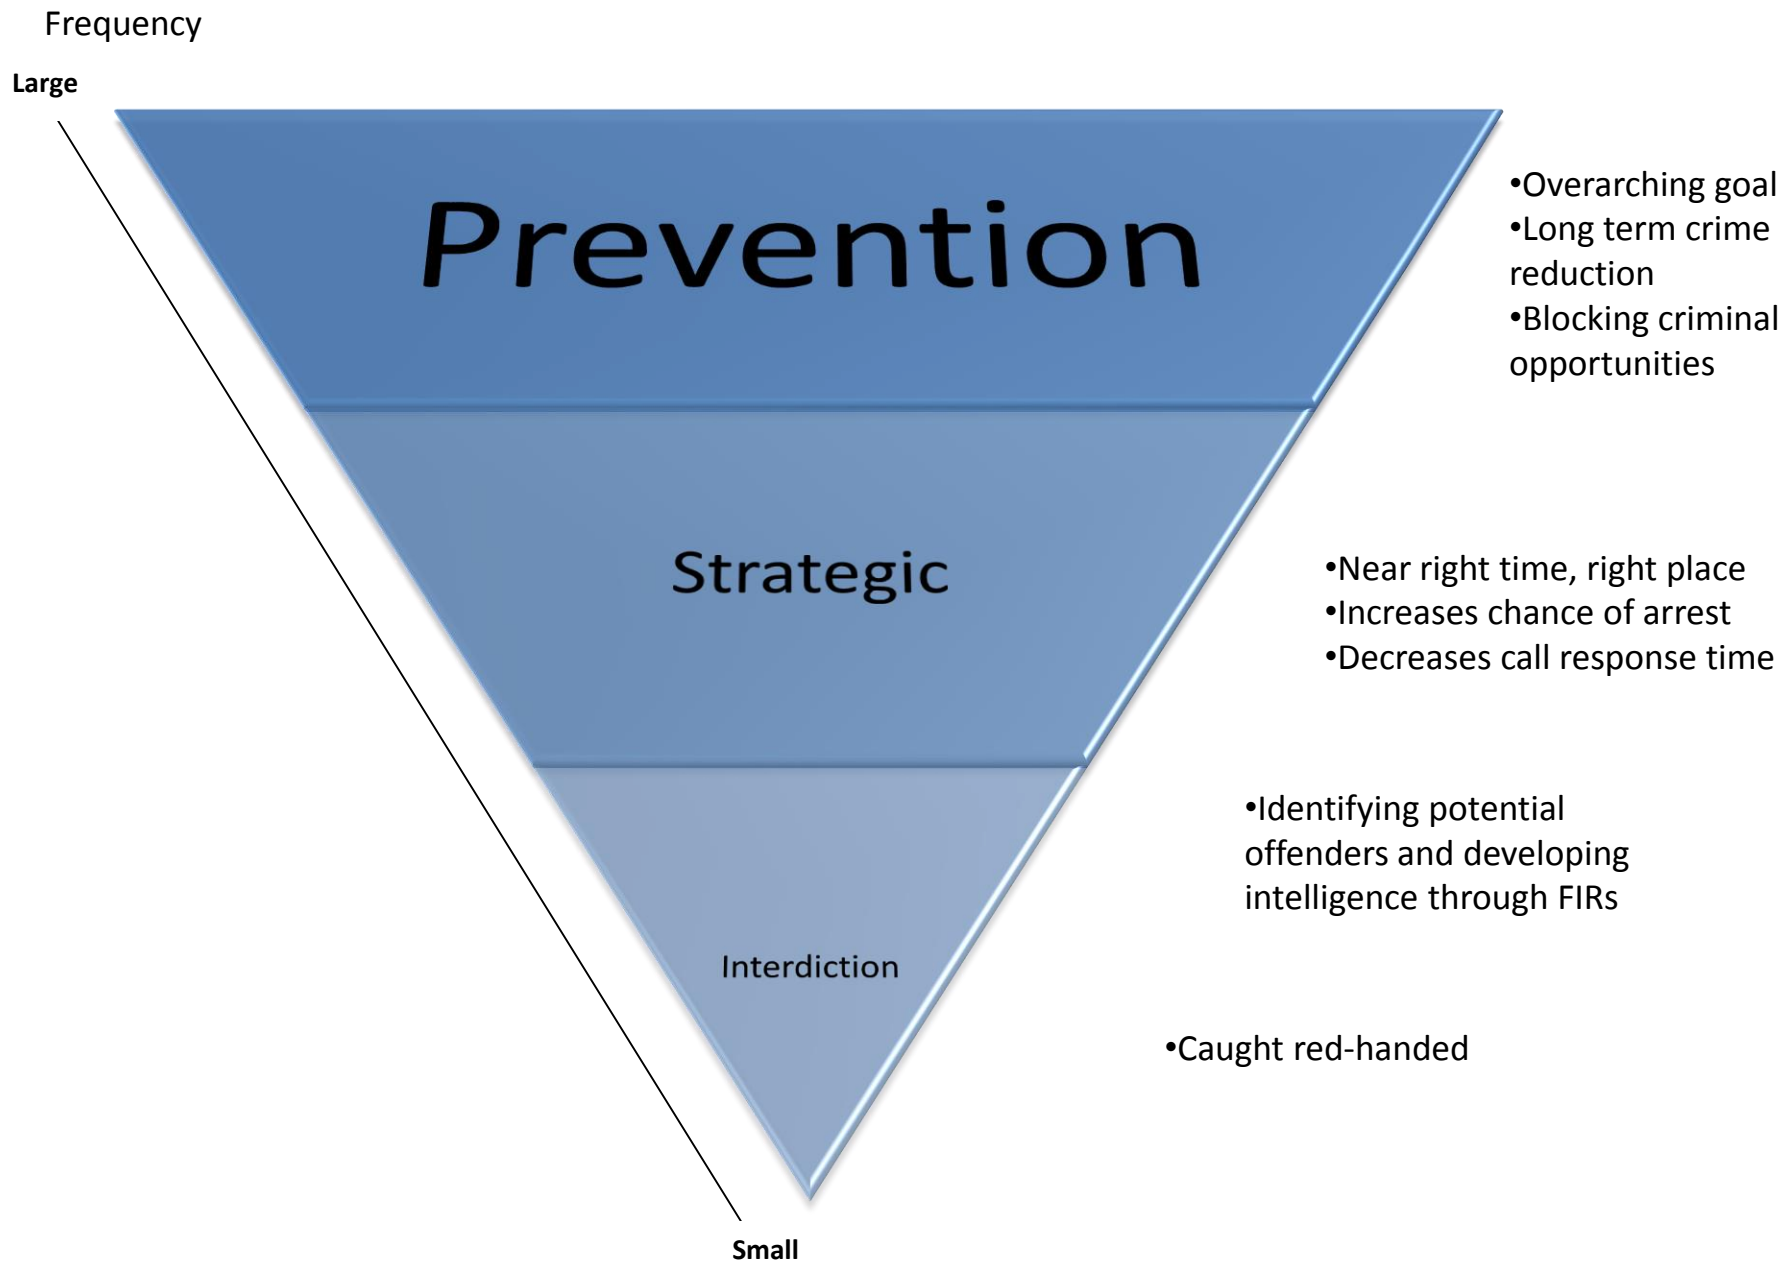 Frequency
Large
Prevention
•Overarching goal
•Long term crime
reduction
•Blocking criminal
opportunities
Strategic
•Near right time, right place
•Increases chance of arrest
•Decreases call response time
•Identifying potential
offenders and developing
intelligence through FIRs
Interdiction
•Caught red-handed
Small